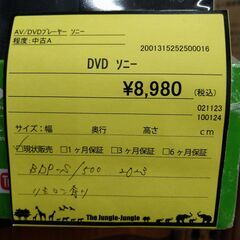 AV/DVDプレーヤー ソニー
程度:中古A
2001315252500016
DVD ソニー
¥8,980 (税込)
021123
100124
サイズ:幅 奥行 高さ cm
☑現状販売 □1ヶ月保証 □3ヶ月保証 □6ヶ月保証
BDP-S1500 2023
リモコン有り
The Jungle-Jungle